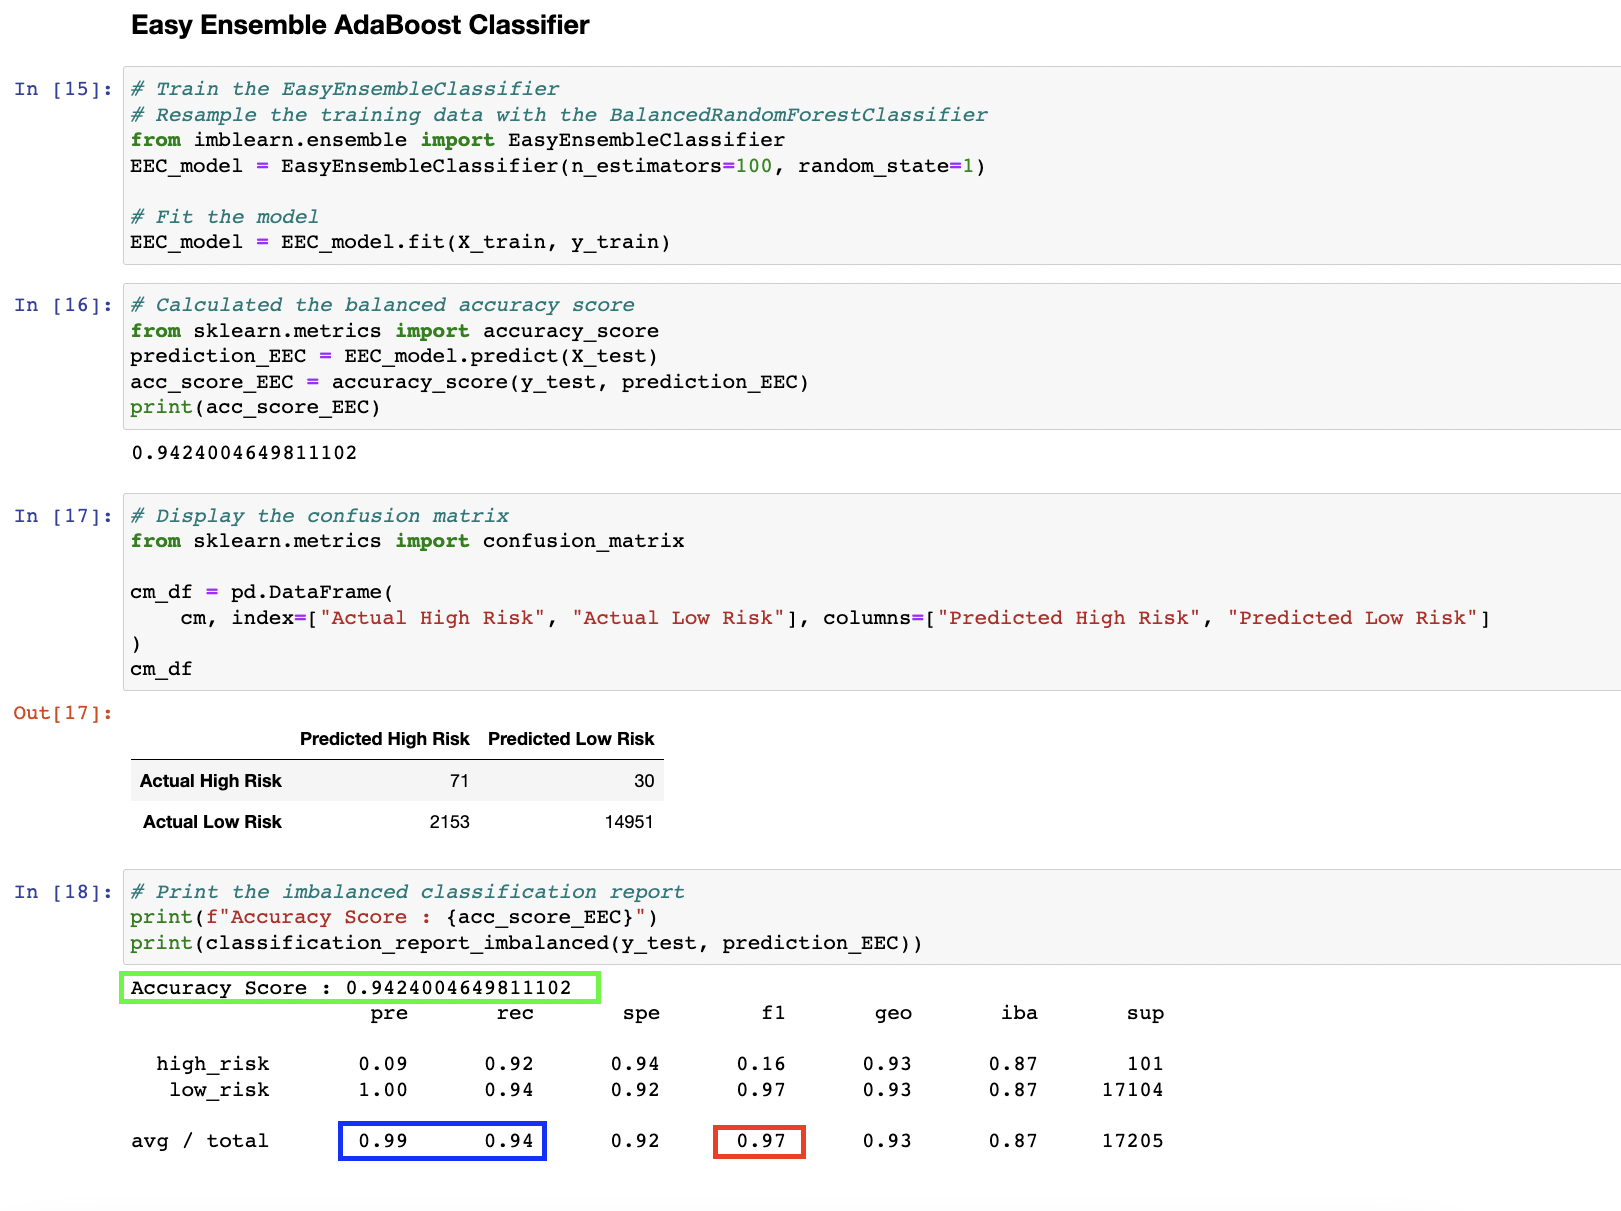 Easy Ensemble AdaBoost Classifier
In [15]: # Train the EasyEnsembleClassifier
# Resample the training data with the BalancedRandomForestClassifier
from imblearn.ensemble import EasyEnsembleClassifier
EEC_model = EasyEnsembleClassifier(n_estimators=100, random_state=1)
# Fit the model
EEC_model = EEC_model.fit(X_train, y_train)
In [16]: # Calculated the balanced accuracy score
from sklearn.metrics import accuracy_score
prediction_EEC = EEC_model.predict(X_test)
acc_score_EEC = accuracy_score(y_test, prediction_EEC)
print(acc_score_EEC)
0.9424004649811102
In [17]: # Display the confusion matrix
from sklearn.metrics import confusion_matrix
cm_df = pd.DataFrame(
    cm, index=["Actual High Risk", "Actual Low Risk"], columns=["Predicted High Risk", "Predicted Low Risk"]
)
cm_df
Out[17]:
Predicted High Risk Predicted Low Risk
Actual High Risk 71 30
Actual Low Risk 2153 14951
In [18]: # Print the imbalanced classification report
print(f"Accuracy Score : {acc_score_EEC}")
print(classification_report_imbalanced(y_test, prediction_EEC))
Accuracy Score : 0.9424004649811102
pre rec spe f1 geo iba sup
high_risk 0.09 0.92 0.94 0.16 0.93 0.87 101
low_risk 1.00 0.94 0.92 0.97 0.93 0.87 17104
avg / total 0.99 0.94 0.92 0.97 0.93 0.87 17205